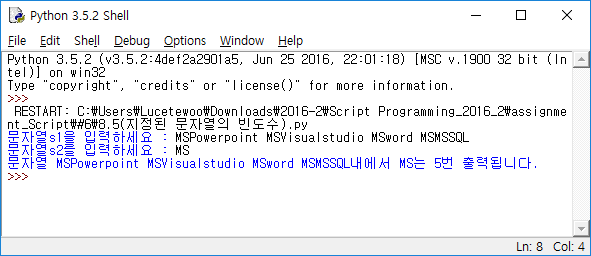 Python 3.5.2 Shell
File Edit Shell Debug Options Window Help
Python 3.5.2 (v3.5.2:4def2a2901a5, Jun 25 2016, 22:01:18) [MSC v.1900 32 bit (In
tel)] on win32
Type "copyright", "credits" or "license()" for more information.
>>>
RESTART: C:₩Users₩Lucetewoo₩Downloads₩2016-2₩Script Programming_2016_2₩assignme
nt_Script₩#6₩8.5(지정된 문자열의 빈도수).py
문자열s1을 입력하세요 : MSPowerpoint MSVisualstudio MSword MSMSSQL
문자열s2를 입력하세요 : MS
문자열 MSPowerpoint MSVisualstudio MSword MSMSSQL내에서 MS는 5번 출력됩니다.
>>>
Ln: 8 Col: 4